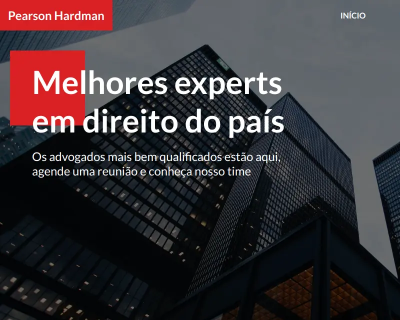 Pearson Hardman
INÍCIO
Melhores experts
em direito do país
Os advogados mais bem qualificados estão aqui,
agende uma reunião e conheça nosso time